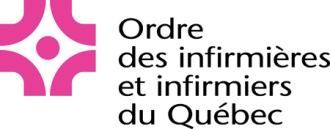 Ordre
des infirmières
et infirmiers
du Québec